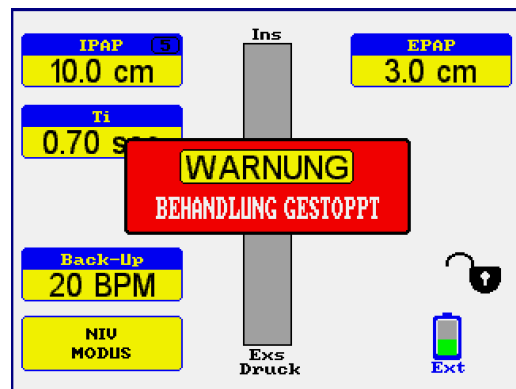 IPAP 5
10.0 cm
Ins
EPAP
3.0 cm
Ti
0.70
WARNUNG
BEHANDLUNG GESTOPPT
Back-Up
20 BPM
NIV
MODUS
Exs
Druck
Ext